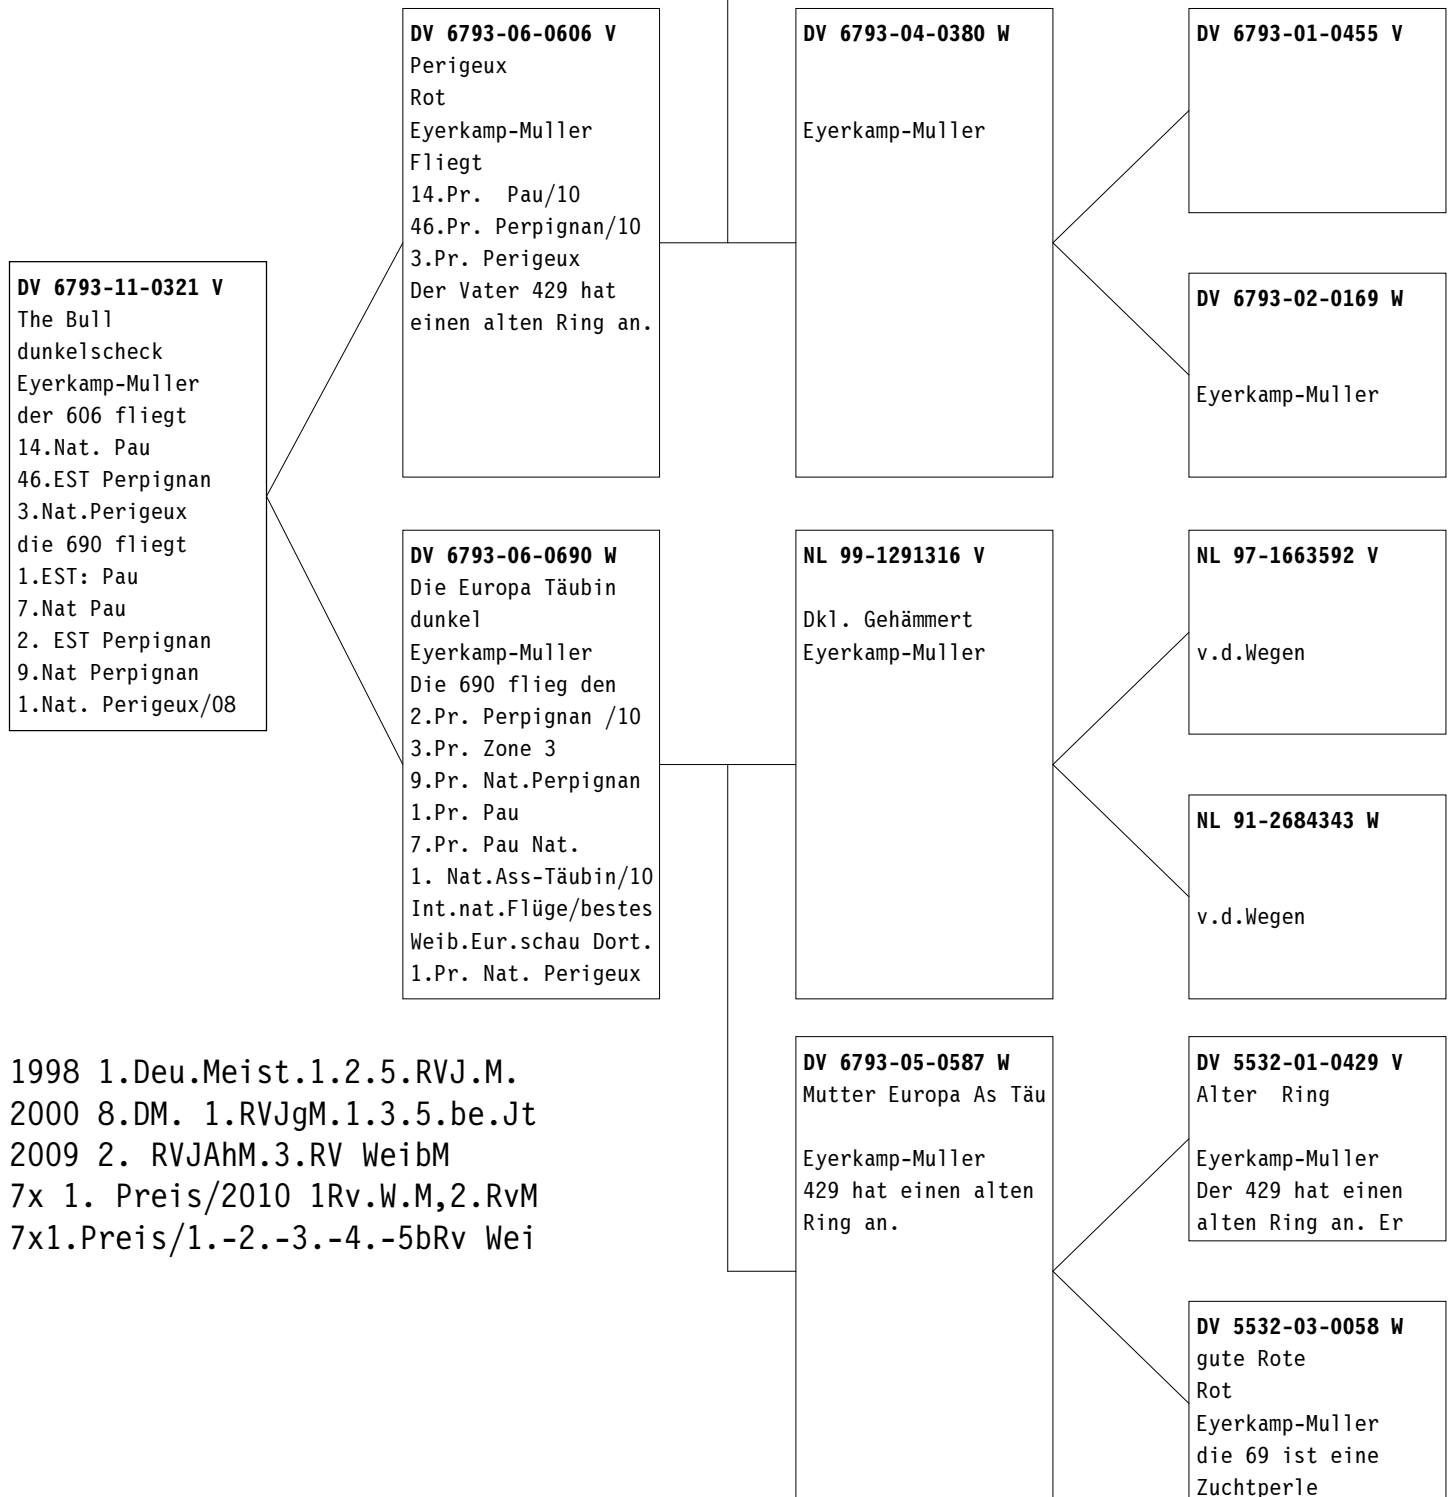 DV 6793-11-0321 V
The Bull
dunkelscheck
Eyerkamp-Muller
der 606 fliegt
14.Nat. Pau
46.EST Perpignan
3.Nat.Perigeux
die 690 fliegt
1.EST: Pau
7.Nat Pau
2. EST Perpignan
9.Nat Perpignan
1.Nat. Perigeux/08
DV 6793-06-0606 V
Perigeux
Rot
Eyerkamp-Muller
Fliegt
14.Pr.  Pau/10
46.Pr. Perpignan/10
3.Pr. Perigeux
Der Vater 429 hat
einen alten Ring an.
DV 6793-06-0690 W
Die Europa Täubin
dunkel
Eyerkamp-Muller
Die 690 flieg den
2.Pr. Perpignan /10
3.Pr. Zone 3
9.Pr. Nat.Perpignan
1.Pr. Pau
7.Pr. Pau Nat.
1. Nat.Ass-Täubin/10
Int.nat.Flüge/bestes
Weib.Eur.schau Dort.
1.Pr. Nat. Perigeux
DV 6793-04-0380 W
Eyerkamp-Muller
NL 99-1291316 V
Dkl. Gehämmert
Eyerkamp-Muller
DV 6793-05-0587 W
Mutter Europa As Täu
Eyerkamp-Muller
429 hat einen alten
Ring an.
DV 6793-01-0455 V
DV 6793-02-0169 W
Eyerkamp-Muller
NL 97-1663592 V
v.d.Wegen
NL 91-2684343 W
v.d.Wegen
DV 5532-01-0429 V
Alter  Ring
Eyerkamp-Muller
Der 429 hat einen
alten Ring an. Er
DV 5532-03-0058 W
gute Rote
Rot
Eyerkamp-Muller
die 69 ist eine
Zuchtperle
1998 1.Deu.Meist.1.2.5.RVJ.M.
2000 8.DM. 1.RVJgM.1.3.5.be.Jt
2009 2. RVJAhM.3.RV WeibM
7x 1. Preis/2010 1Rv.W.M,2.RvM
7x1.Preis/1.-2.-3.-4.-5bRv Wei